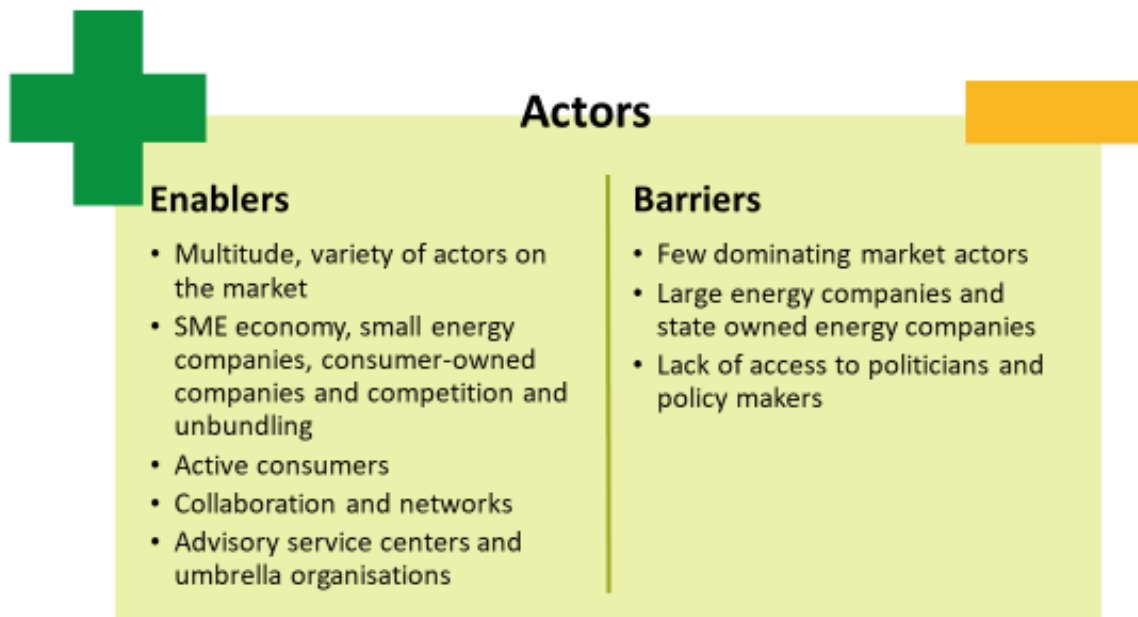 Actors
Enablers
• Multitude, variety of actors on
the market
• SME economy, small energy
companies, consumer-owned
companies and competition and
unbundling
• Active consumers
• Collaboration and networks
• Advisory service centers and
umbrella organisations
Barriers
• Few dominating market actors
• Large energy companies and
state owned energy companies
• Lack of access to politicians and
policy makers